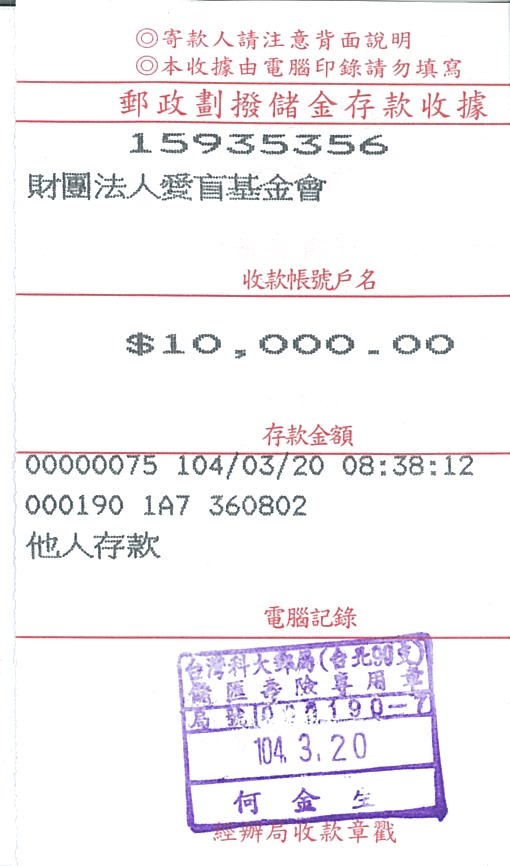 ◎寄款人請注意背面說明
◎本收據由電腦印錄請勿填寫
郵政劃撥儲金存款收據
15935356
財團法人愛盲基金會
收款帳號戶名
$10,000.00
存款金額
00000075 104/03/20 08:38:12
000190 1A7 360802
他人存款
電腦記錄
台灣科大郵局(台北90支)
儲匯壽險專用章
局號000190-7
104.3.20
何金生
經辦局收款章戳